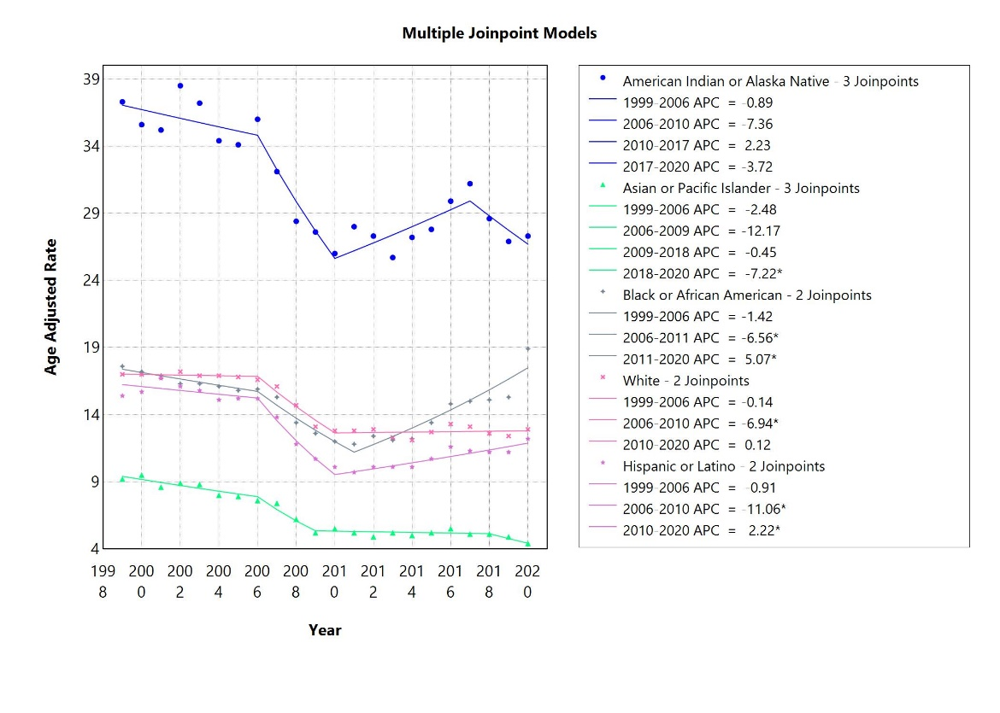 Multiple Joinpoint Models
39
34
29
24
19
14
9
4
Age Adjusted Rate
199 200 200 200 200 200 201 201 201 201 201 202
8 0 2 4 6 8 0 2 4 6 8 0
Year
American Indian or Alaska Native - 3 Joinpoints
1999-2006 APC = -0.89
2006-2010 APC = -7.36
2010-2017 APC = 2.23
2017-2020 APC = -3.72
Asian or Pacific Islander - 3 Joinpoints
1999-2006 APC = -2.48
2006-2009 APC = -12.17
2009-2018 APC = -0.45
2018-2020 APC = -7.22*
Black or African American - 2 Joinpoints
1999-2006 APC = -1.42
2006-2011 APC = -6.56*
2011-2020 APC = 5.07*
White - 2 Joinpoints
1999-2006 APC = -0.14
2006-2010 APC = -6.94*
2010-2020 APC = 0.12
Hispanic or Latino - 2 Joinpoints
1999-2006 APC = -0.91
2006-2010 APC = -11.06*
2010-2020 APC = 2.22*